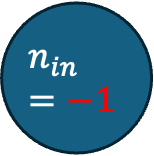 n_in
= −1